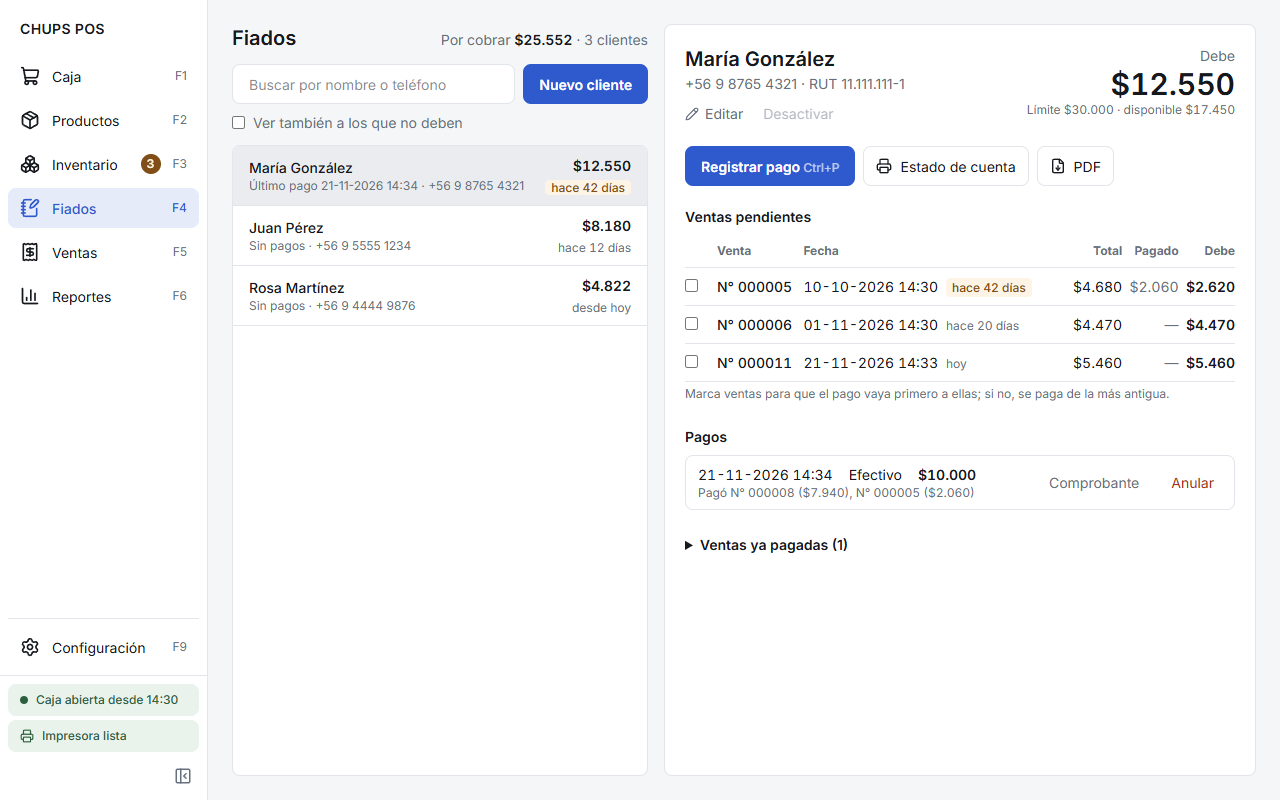 CHUPS POS
Caja F1
Productos F2
Inventario 3 F3
Fiados F4
Ventas F5
Reportes F6
Configuración F9
Caja abierta desde 14:30
Impresora lista
Fiados
Por cobrar $25.552 · 3 clientes
Buscar por nombre o teléfono
Nuevo cliente
Ver también a los que no deben
María González $12.550
Último pago 21-11-2026 14:34 · +56 9 8765 4321 hace 42 días
Juan Pérez $8.180
Sin pagos · +56 9 5555 1234 hace 12 días
Rosa Martínez $4.822
Sin pagos · +56 9 4444 9876 desde hoy
María González
+56 9 8765 4321 · RUT 11.111.111-1
Editar Desactivar
Debe
$12.550
Límite $30.000 · disponible $17.450
Registrar pago Ctrl+P
Estado de cuenta
PDF
Ventas pendientes
Venta Fecha Total Pagado Debe
N° 000005 10-10-2026 14:30 hace 42 días $4.680 $2.060 $2.620
N° 000006 01-11-2026 14:30 hace 20 días $4.470 — $4.470
N° 000011 21-11-2026 14:33 hoy $5.460 — $5.460
Marca ventas para que el pago vaya primero a ellas; si no, se paga de la más antigua.
Pagos
21-11-2026 14:34 Efectivo $10.000
Pagó N° 000008 ($7.940), N° 000005 ($2.060)
Comprobante Anular
Ventas ya pagadas (1)